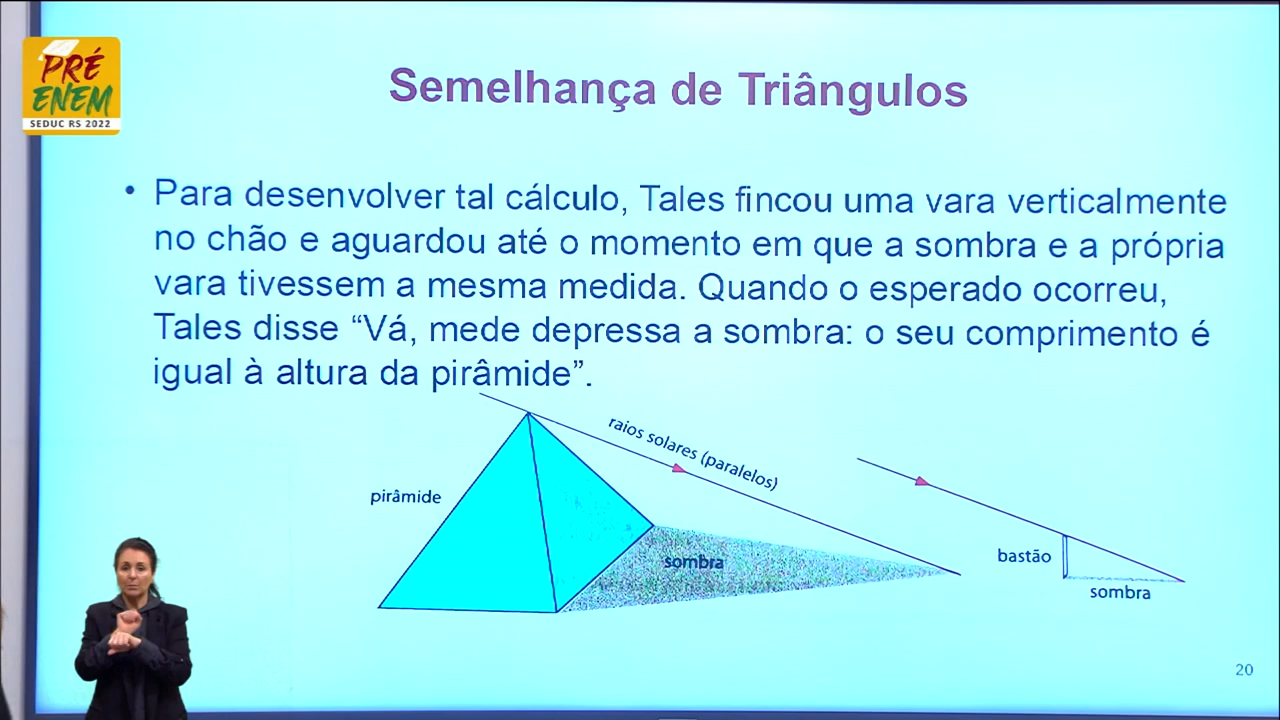 PRÉ
ENEM
SEDUC RS 2022
Semelhança de Triângulos
• Para desenvolver tal cálculo, Tales fincou uma vara verticalmente
no chão e aguardou até o momento em que a sombra e a própria
vara tivessem a mesma medida. Quando o esperado ocorreu,
Tales disse “Vá, mede depressa a sombra: o seu comprimento é
igual à altura da pirâmide”.
raios solares (paralelos)
pirâmide
sombra
bastão
sombra
20